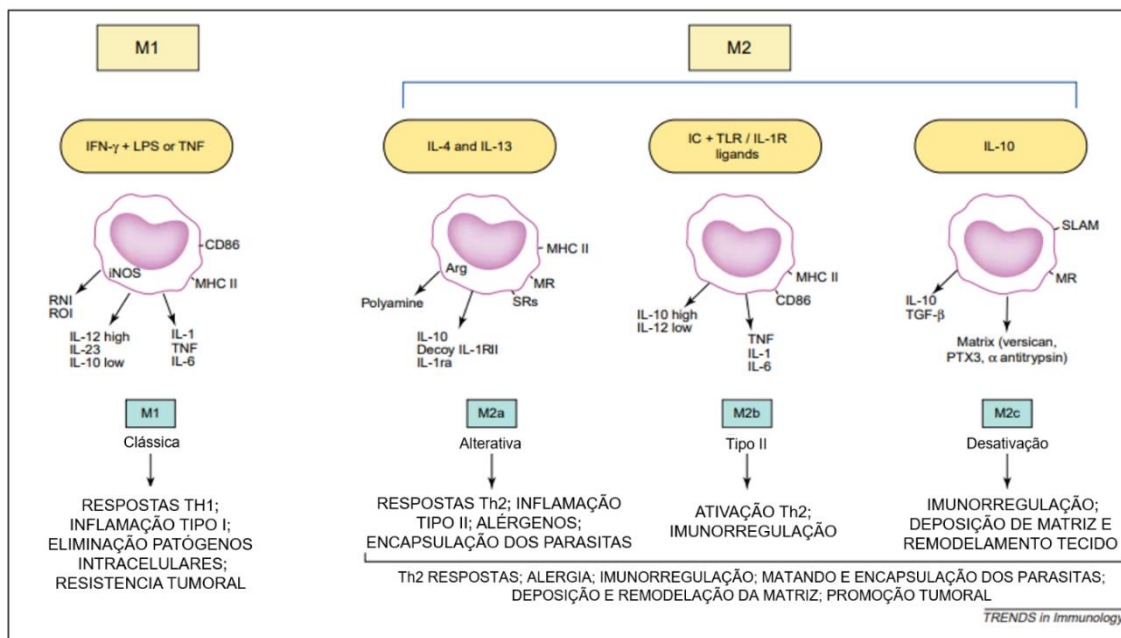 M1
M2
IFN-γ + LPS or TNF
IL-4 and IL-13
IC + TLR / IL-1R
ligands
IL-10
CD86
MHC II
iNOS
RNI
ROI
IL-12 high
IL-23
IL-10 low
IL-1
TNF
IL-6
MHC II
MR
SRs
Arg
Polyamine
IL-10
Decoy IL-1RII
IL-1ra
MHC II
CD86
IL-10 high
IL-12 low
TNF
IL-1
IL-6
SLAM
MR
IL-10
TGF-β
Matrix (versican,
PTX3, α antitrypsin)
M1
Clássica
RESPOSTAS TH1;
INFLAMAÇÃO TIPO I;
ELIMINAÇÃO PATÓGENOS
INTRACELULARES;
RESISTENCIA TUMORAL
M2a
Alterativa
RESPOSTAS Th2; INFLAMAÇÃO
TIPO II; ALÉRGENOS;
ENCAPSULAÇÃO DOS PARASITAS
M2b
Tipo II
ATIVAÇÃO Th2;
IMUNORREGULAÇÃO
M2c
Desativação
IMUNORREGULAÇÃO;
DEPOSIÇÃO DE MATRIZ E
REMODELAMENTO TECIDO
Th2 RESPOSTAS; ALERGIA; IMUNORREGULAÇÃO; MATANDO E ENCAPSULAÇÃO DOS PARASITAS;
DEPOSIÇÃO E REMODELAÇÃO DA MATRIZ; PROMOÇÃO TUMORAL
TRENDS in Immunology